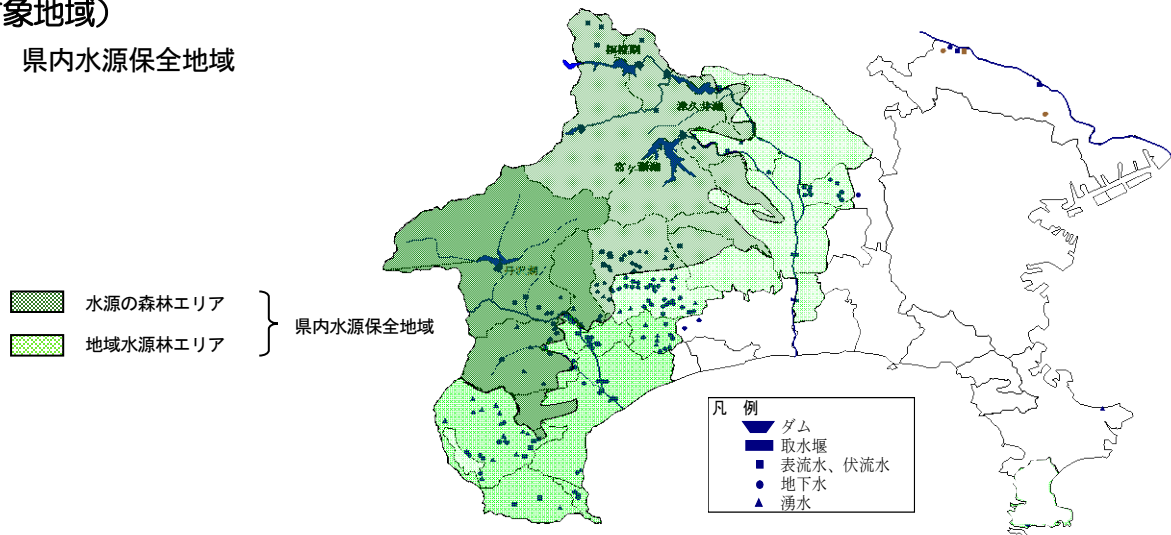 象地域）
県内水源保全地域
相模湖
津久井湖
宮ケ瀬湖
丹沢湖
水源の森林エリア
地域水源林エリア
県内水源保全地域
凡 例
ダム
取水堰
表流水、伏流水
地下水
湧水